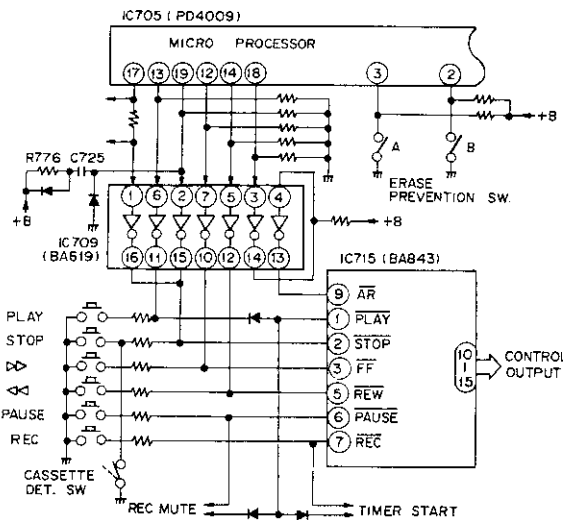 IC705 (PD4009)
MICRO PROCESSOR
17 13 19 12 14 18 3 2
+B
A B
R776 C725
ERASE PREVENTION SW.
+B
1 6 2 7 5 3 4
+B
IC709 (BA619)
16 11 15 10 12 14 13
IC715 (BA843)
9 AR
PLAY 1 PLAY
STOP 2 STOP
▷▷ 3 FF
10 | 15 CONTROL OUTPUT
◁◁ 5 REW
PAUSE 6 PAUSE
REC 7 REC
CASSETTE DET. SW
REC MUTE TIMER START